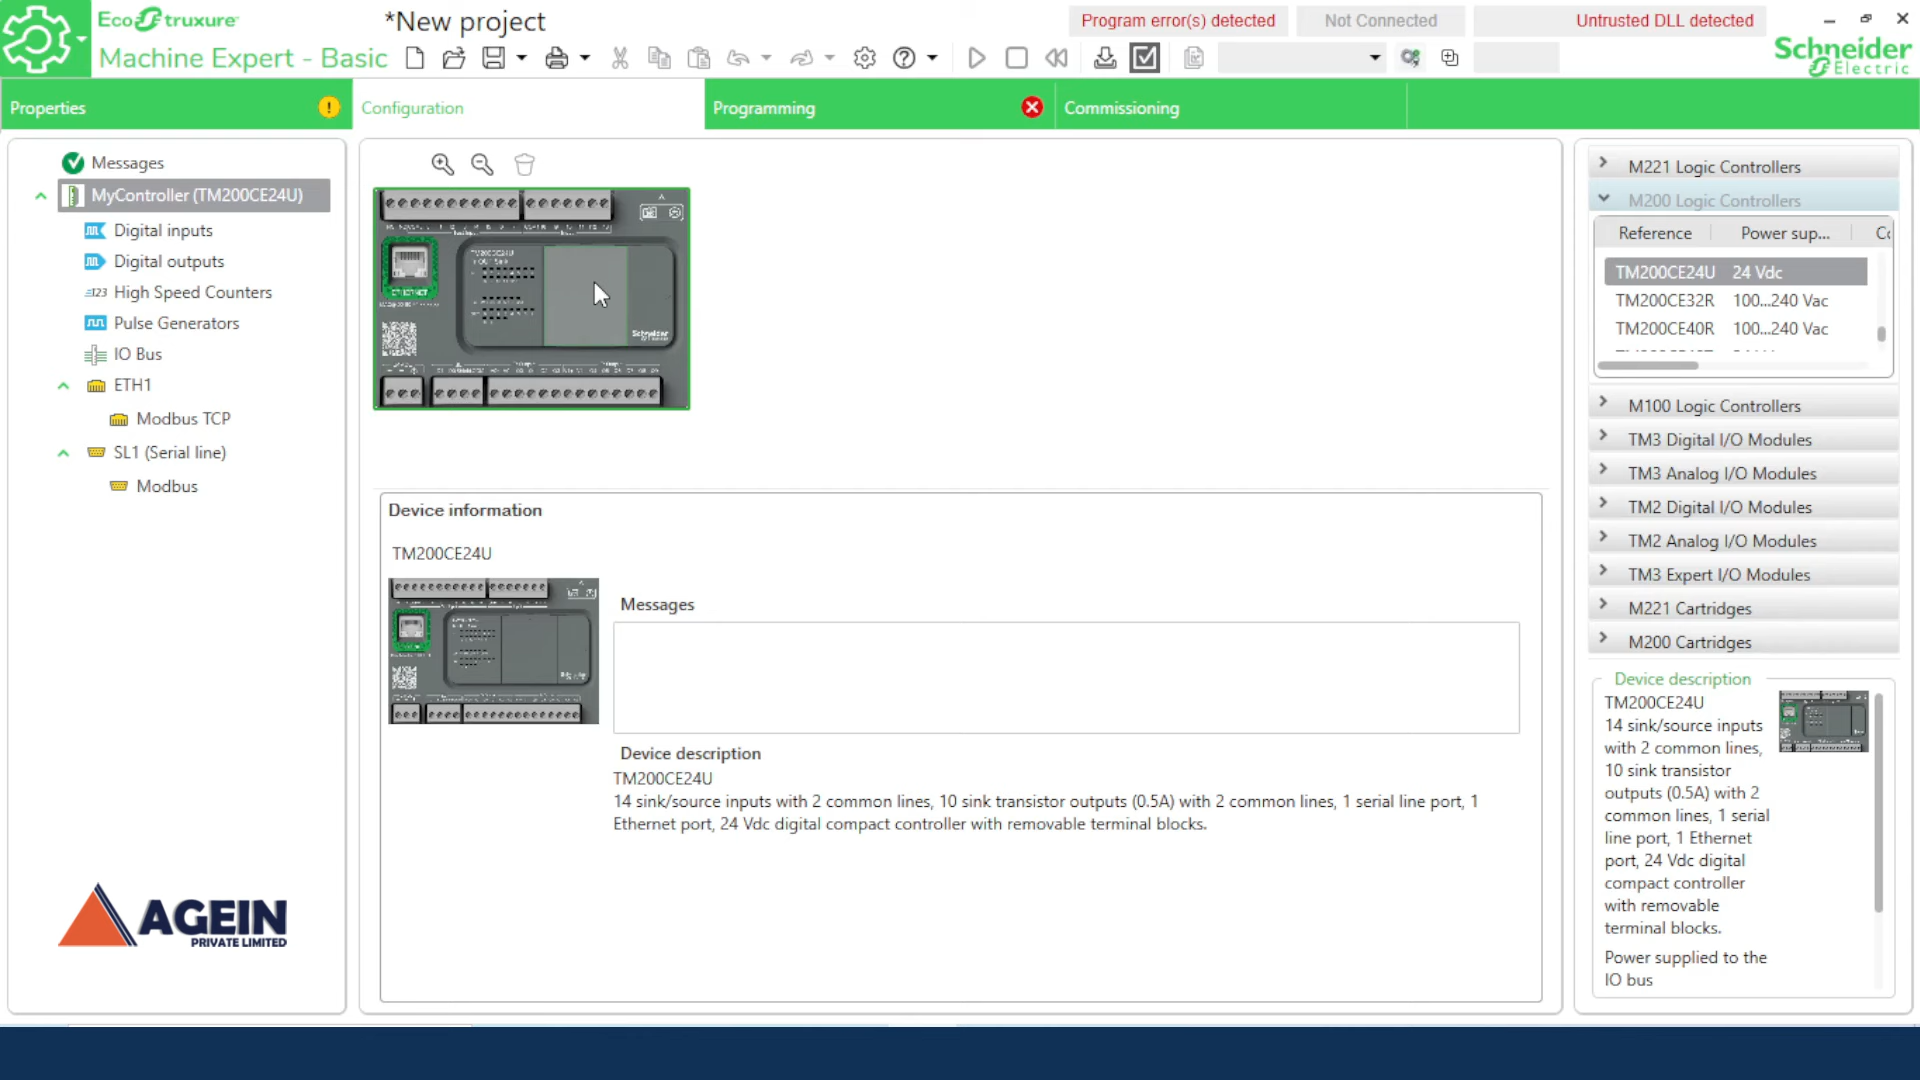 EcoStruxure
Machine Expert - Basic
*New project
Program error(s) detected
Not Connected
Untrusted DLL detected
Schneider
Electric
Properties
Configuration
Programming
Commissioning
Messages
MyController (TM200CE24U)
Digital inputs
Digital outputs
High Speed Counters
Pulse Generators
IO Bus
ETH1
Modbus TCP
SL1 (Serial line)
Modbus
AGEIN
PRIVATE LIMITED
TM200CE24U
ETHERNET
Schneider
Device information
TM200CE24U
Messages
Device description
TM200CE24U
14 sink/source inputs with 2 common lines, 10 sink transistor outputs (0.5A) with 2 common lines, 1 serial line port, 1
Ethernet port, 24 Vdc digital compact controller with removable terminal blocks.
M221 Logic Controllers
M200 Logic Controllers
Reference Power sup...
TM200CE24U 24 Vdc
TM200CE32R 100...240 Vac
TM200CE40R 100...240 Vac
M100 Logic Controllers
TM3 Digital I/O Modules
TM3 Analog I/O Modules
TM2 Digital I/O Modules
TM2 Analog I/O Modules
TM3 Expert I/O Modules
M221 Cartridges
M200 Cartridges
Device description
TM200CE24U
14 sink/source inputs
with 2 common lines,
10 sink transistor
outputs (0.5A) with 2
common lines, 1 serial
line port, 1 Ethernet
port, 24 Vdc digital
compact controller
with removable
terminal blocks.
Power supplied to the
IO bus